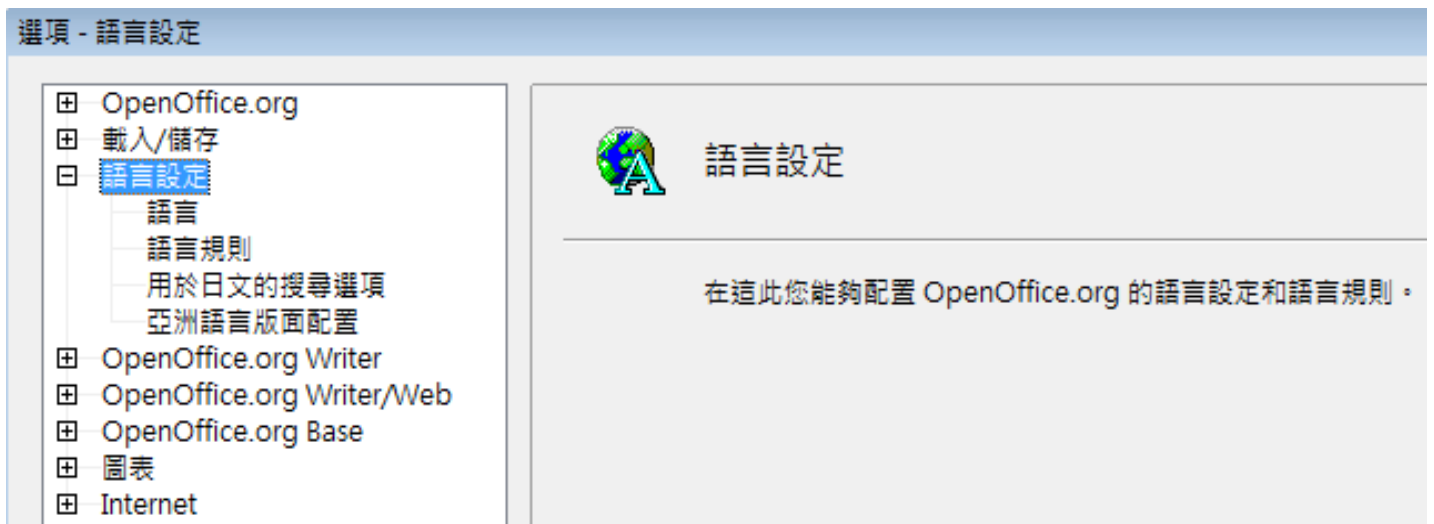 選項 - 語言設定
OpenOffice.org
載入/儲存
語言設定
語言
語言規則
用於日文的搜尋選項
亞洲語言版面配置
OpenOffice.org Writer
OpenOffice.org Writer/Web
OpenOffice.org Base
圖表
Internet
語言設定
在這此您能夠配置 OpenOffice.org 的語言設定和語言規則。